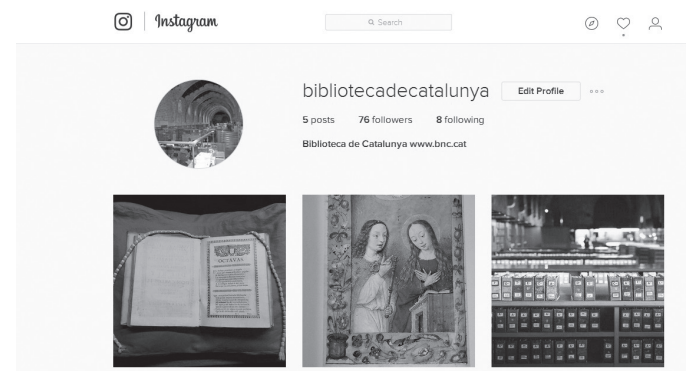 Instagram
Search
bibliotecadecatalunya Edit Profile
5 posts 76 followers 8 following
Biblioteca de Catalunya www.bnc.cat
OCTAVAS